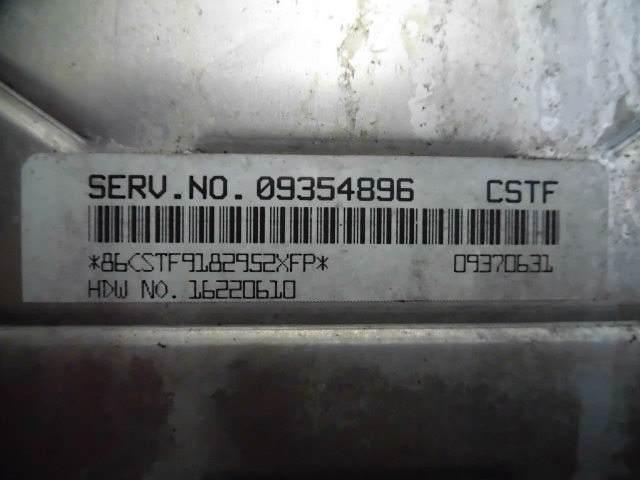 SERV.NO. 09354896 CSTF
*86CSTF9182952XFP* 09370631
HDW NO. 16220610